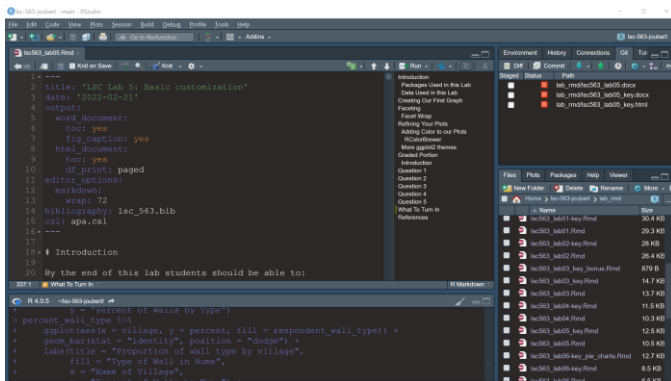 lsc-563-joubert - main - RStudio
File Edit Code View Plots Session Build Debug Profile Tools Help
Go to file/function Addins lsc-563-joubert
lsc563_lab05.Rmd
Knit on Save Knit Run
1 ---
2 title: 'LSC Lab 5: Basic customization'
3 date: '2022-02-21'
4 output:
5 word_document:
6 toc: yes
7 fig_caption: yes
8 html_document:
9 toc: yes
10 df_print: paged
11 editor_options:
12 markdown:
13 wrap: 72
14 bibliography: lsc_563.bib
15 csl: apa.csl
16 ---
17
18 # Introduction
19
20 By the end of this lab students should be able to:
337:1 What To Turn In R Markdown
Introduction
Packages Used in this Lab
Data Used in this Lab
Creating Our First Graph
Faceting
Facet Wrap
Refining Your Plots
Adding Color to our Plots
RColorBrewer
More ggplot2 themes
Graded Portion
Introduction
Question 1
Question 2
Question 3
Question 4
Question 5
What To Turn In
References
R 4.0.5 · ~/lsc-563-joubert/
+ y = "Percent of Walls by Type")
> percent_wall_type %>%
+ ggplot(aes(x = village, y = percent, fill = respondent_wall_type)) +
+ geom_bar(stat = "identity", position = "dodge") +
+ labs(title = "Proportion of wall type by village",
+ fill = "Type of Wall in Home",
+ x = "Name of Village",
Environment History Connections Git Tut
Diff Commit
Staged Status Path
lab_rmd/lsc563_lab05.docx
lab_rmd/lsc563_lab05_key.docx
lab_rmd/lsc563_lab05_key.html
Files Plots Packages Help Viewer
New Folder Delete Rename More
Home lsc-563-joubert lab_rmd
Name Size
lsc563_lab01-key.Rmd 30.4 KB
lsc563_lab01.Rmd 29.3 KB
lsc563_lab02-key.Rmd 28 KB
lsc563_lab02.Rmd 26.4 KB
lsc563_lab03_key_bonus.Rmd 879 B
lsc563_lab03_key.Rmd 14.7 KB
lsc563_lab03.Rmd 13.7 KB
lsc563_lab04-key.Rmd 11.5 KB
lsc563_lab04.Rmd 10.3 KB
lsc563_lab05_key.Rmd 12.5 KB
lsc563_lab05.Rmd 10.5 KB
lsc563_lab06-key_pie_charts.Rmd 12.7 KB
lsc563_lab06-key.Rmd 8.5 KB